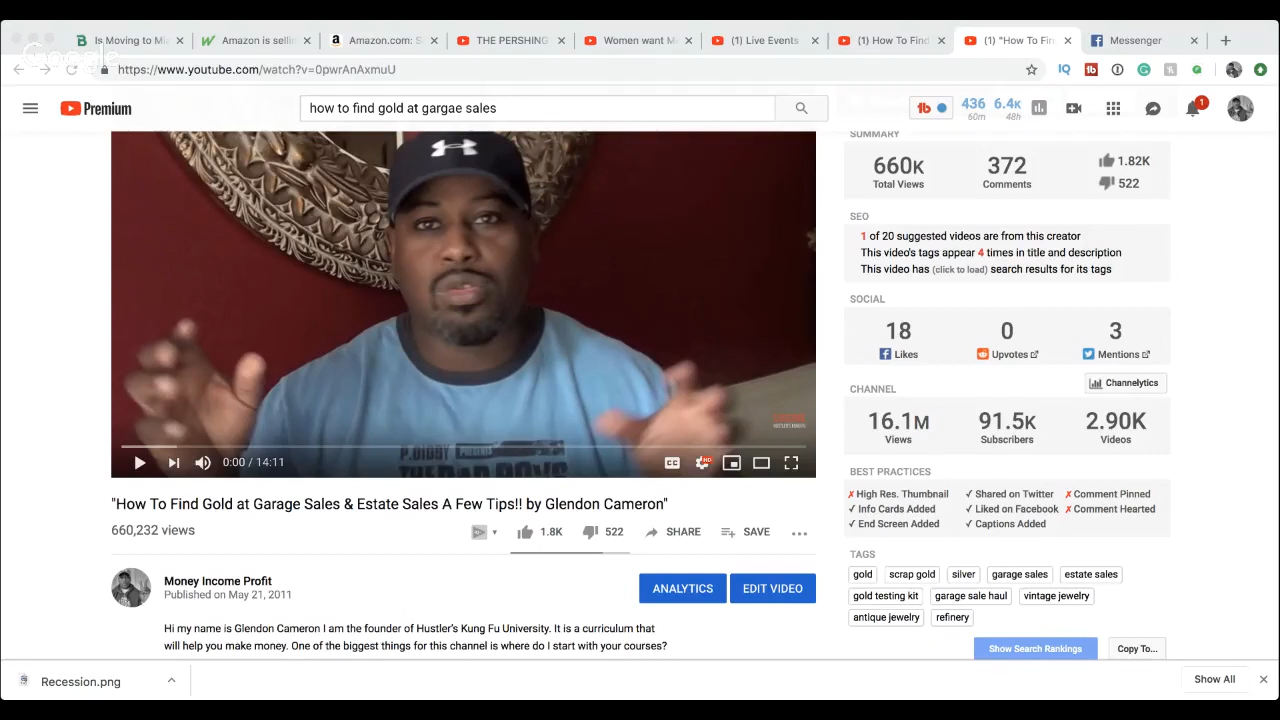 Is Moving to Mia
Amazon is sellin
Amazon.com: S
THE PERSHING
Women want M
(1) Live Events
(1) How To Find
(1) "How To Fin
Messenger
Google
https://www.youtube.com/watch?v=0pwrAnAxmuU
Premium
how to find gold at gargae sales
436
60m
6.4K
48h
1
P.DIDDY PRESENTS
THE BAD BOYS
0:00 / 14:11
CC
HD
"How To Find Gold at Garage Sales & Estate Sales A Few Tips!! by Glendon Cameron"
660,232 views
1.8K
522
SHARE
SAVE
Money Income Profit
Published on May 21, 2011
ANALYTICS
EDIT VIDEO
Hi my name is Glendon Cameron I am the founder of Hustler's Kung Fu University. It is a curriculum that
will help you make money. One of the biggest things for this channel is where do I start with your courses?
SUMMARY
660K
Total Views
372
Comments
1.82K
522
SEO
1 of 20 suggested videos are from this creator
This video's tags appear 4 times in title and description
This video has (click to load) search results for its tags
SOCIAL
18
Likes
0
Upvotes
3
Mentions
CHANNEL
Channelytics
16.1M
Views
91.5K
Subscribers
2.90K
Videos
BEST PRACTICES
✗ High Res. Thumbnail
✓ Shared on Twitter
✗ Comment Pinned
✓ Info Cards Added
✓ Liked on Facebook
✗ Comment Hearted
✓ End Screen Added
✓ Captions Added
TAGS
gold
scrap gold
silver
garage sales
estate sales
gold testing kit
garage sale haul
vintage jewelry
antique jewelry
refinery
Show Search Rankings
Copy To...
Recession.png
Show All